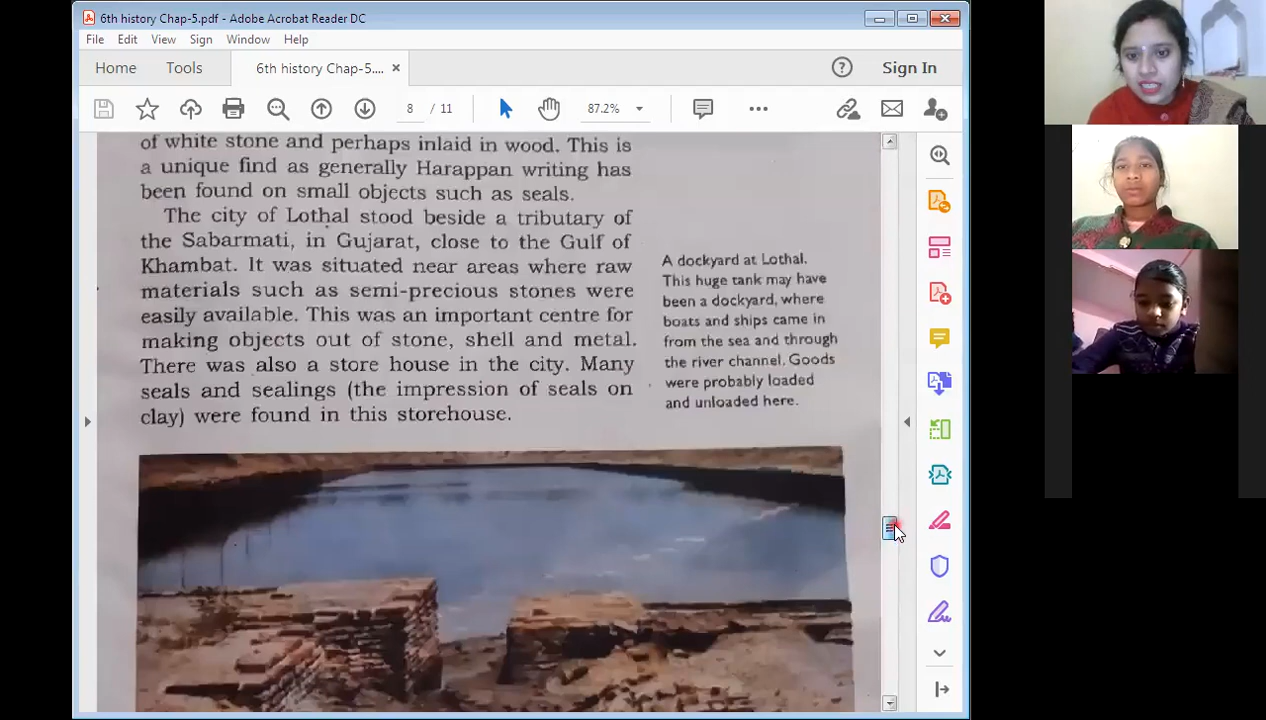 6th history Chap-5.pdf - Adobe Acrobat Reader DC
File Edit View Sign Window Help
Home Tools 6th history Chap-5.... × Sign In
8 / 11 87.2%
of white stone and perhaps inlaid in wood. This is
a unique find as generally Harappan writing has
been found on small objects such as seals.
The city of Lothal stood beside a tributary of
the Sabarmati, in Gujarat, close to the Gulf of
Khambat. It was situated near areas where raw
materials such as semi-precious stones were
easily available. This was an important centre for
making objects out of stone, shell and metal.
There was also a store house in the city. Many
seals and sealings (the impression of seals on
clay) were found in this storehouse.
A dockyard at Lothal.
This huge tank may have
been a dockyard, where
boats and ships came in
from the sea and through
the river channel. Goods
were probably loaded
and unloaded here.